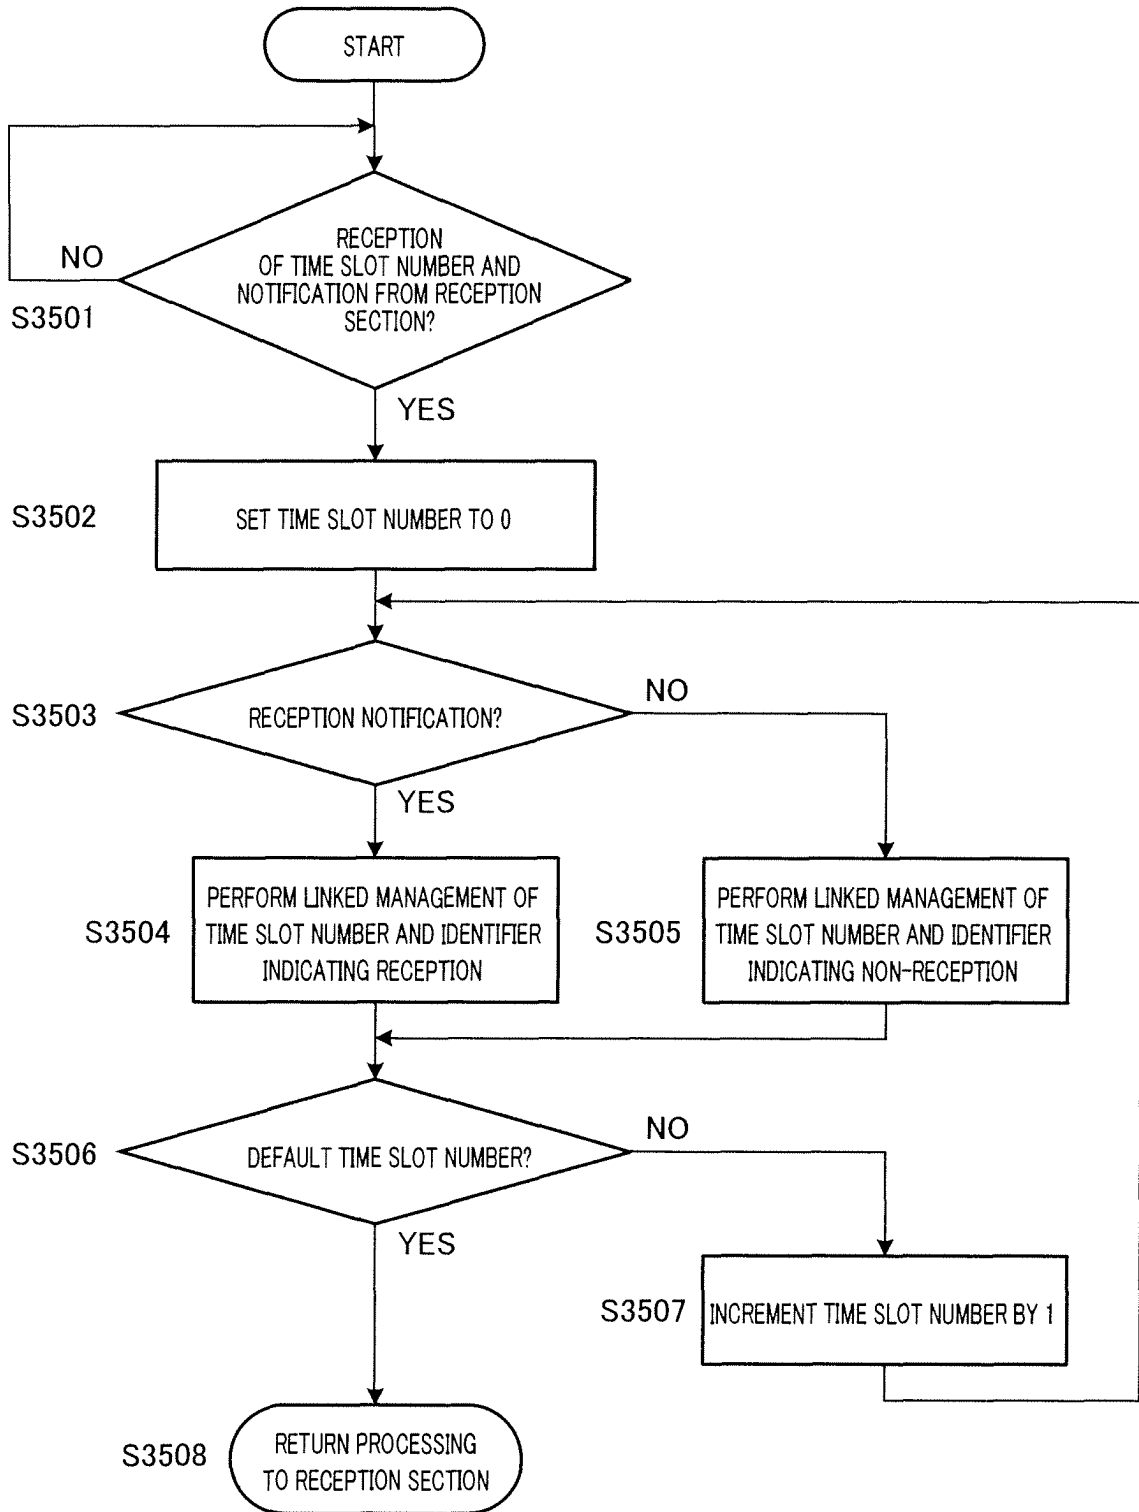 START
NO
RECEPTION
OF TIME SLOT NUMBER AND
NOTIFICATION FROM RECEPTION
SECTION?
S3501
YES
S3502
SET TIME SLOT NUMBER TO 0
S3503
RECEPTION NOTIFICATION?
NO
YES
S3504
PERFORM LINKED MANAGEMENT OF
TIME SLOT NUMBER AND IDENTIFIER
INDICATING RECEPTION
S3505
PERFORM LINKED MANAGEMENT OF
TIME SLOT NUMBER AND IDENTIFIER
INDICATING NON-RECEPTION
S3506
DEFAULT TIME SLOT NUMBER?
NO
YES
S3507
INCREMENT TIME SLOT NUMBER BY 1
S3508
RETURN PROCESSING
TO RECEPTION SECTION